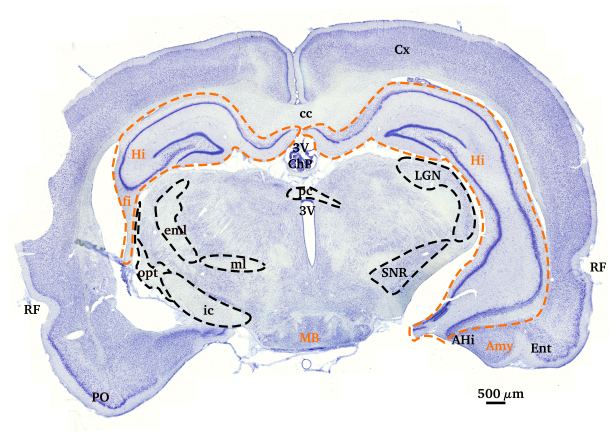 Cx
cc
3V
ChP
Hi
Hi
LGN
fi
pc
3V
eml
ml
opt
SNR
RF
ic
RF
MB
AHi
Amy
Ent
PO
500 µm